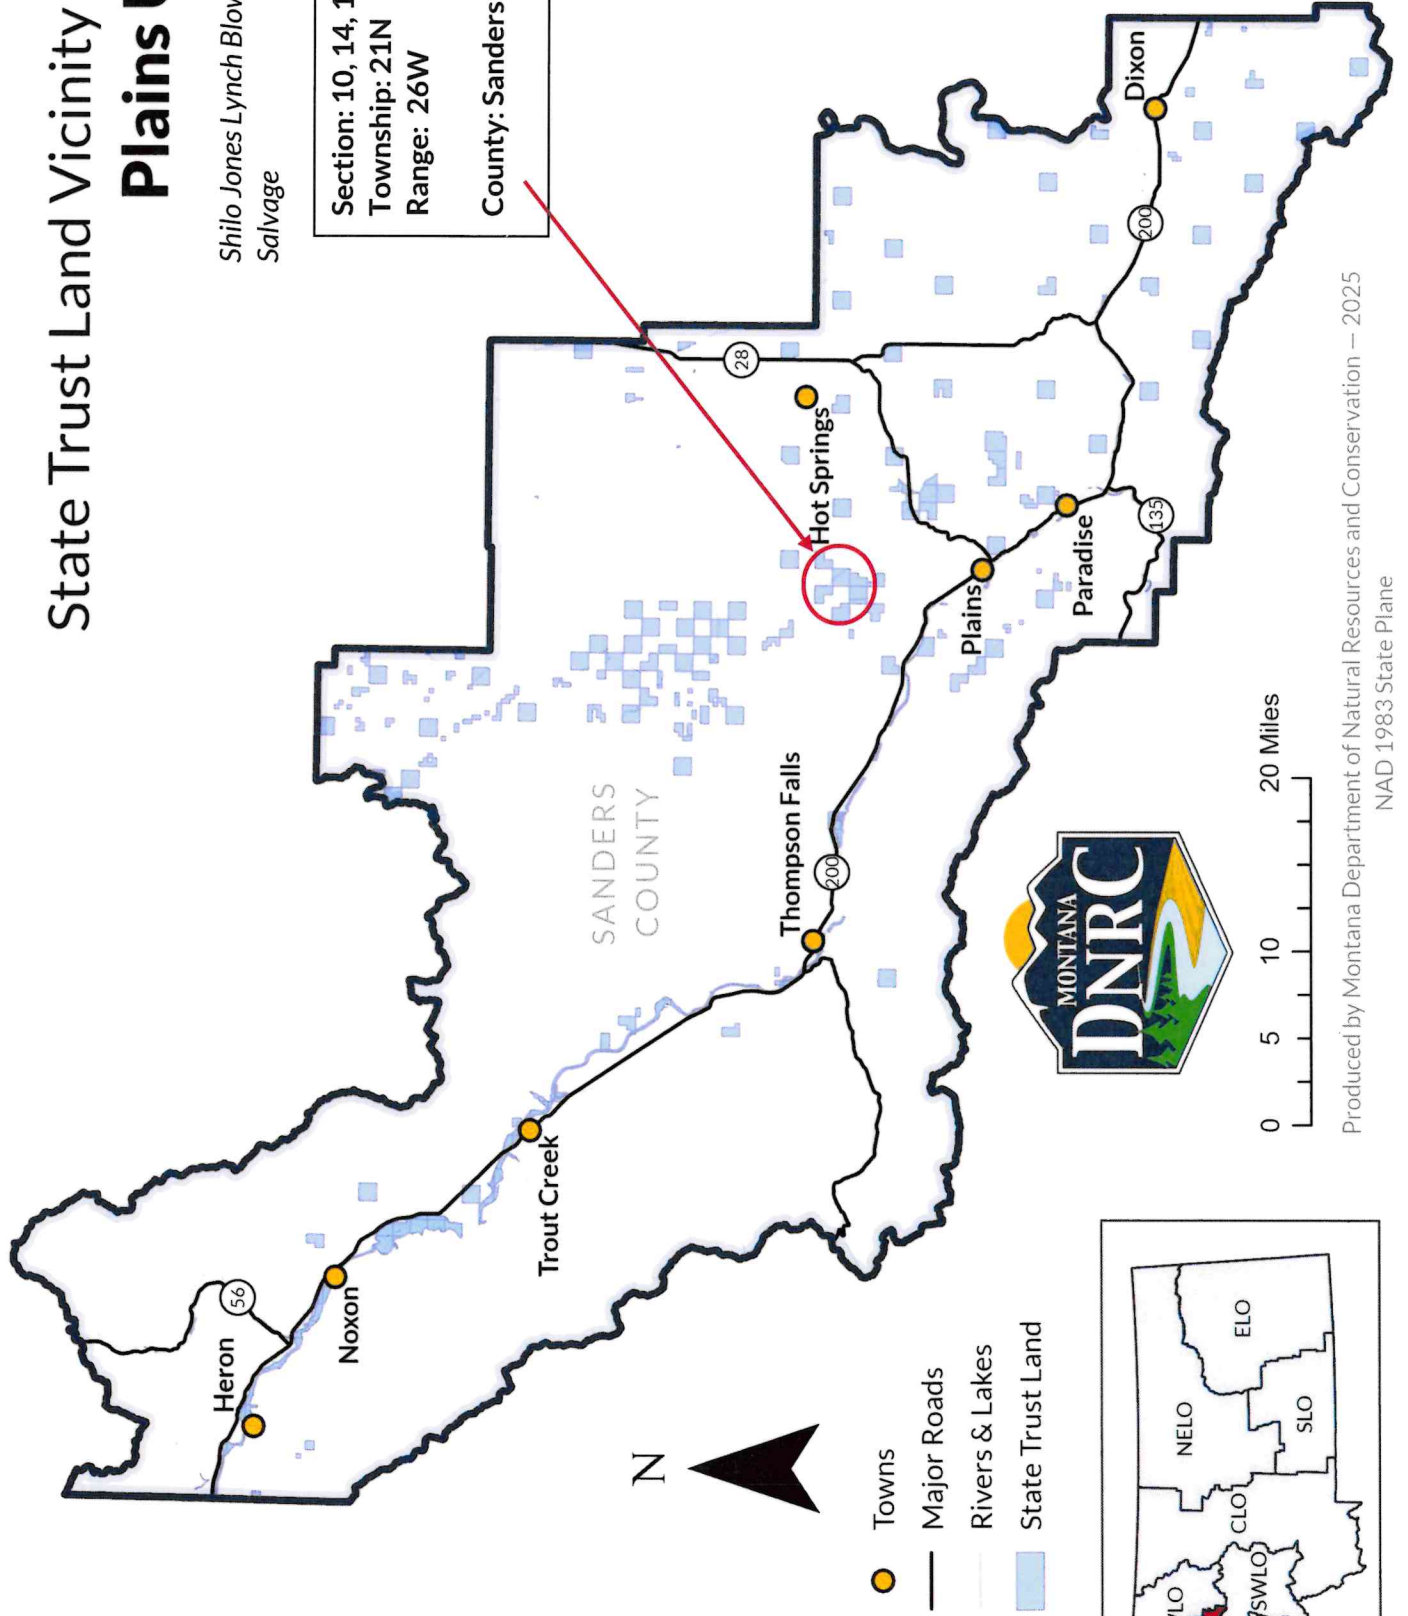 State Trust Land Vicinity
Plains
Shilo Jones Lynch Blow
Salvage
Section: 10, 14, 1
Township: 21N
Range: 26W
County: Sanders
Heron
56
Noxon
Trout Creek
SANDERS
COUNTY
Thompson Falls
200
28
Hot Springs
Plains
Paradise
135
200
Dixon
N
Towns
Major Roads
Rivers & Lakes
State Trust Land
MONTANA
DNRC
0 5 10 20 Miles
NELO
ELO
CLO
SLO
SWLO
Produced by Montana Department of Natural Resources and Conservation – 2025
NAD 1983 State Plane